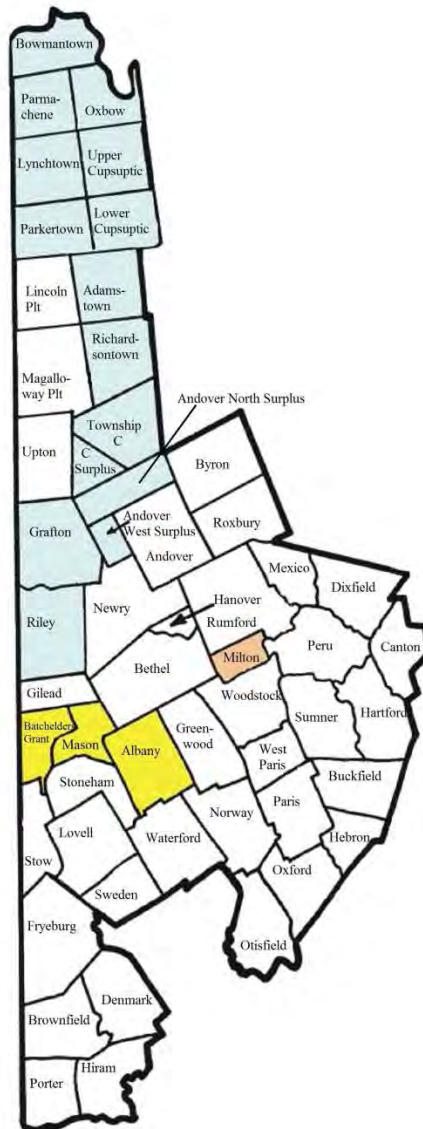 Bowmantown
Parma-
chene
Oxbow
Lynchtown
Upper
Cupsuptic
Parkertown
Lower
Cupsuptic
Lincoln
Plt
Adams-
town
Richard-
sontown
Magallo-
way Plt
Andover North Surplus
Township
C
Upton
C
Surplus
Byron
Andover
West Surplus
Roxbury
Grafton
Andover
Mexico
Dixfield
Newry
Hanover
Rumford
Riley
Peru
Canton
Milton
Bethel
Gilead
Woodstock
Hartford
Sumner
Batchelders
Grant
Mason
Albany
Green-
wood
West
Paris
Buckfield
Stoneham
Paris
Norway
Lovell
Waterford
Hebron
Stow
Oxford
Sweden
Fryeburg
Otisfield
Denmark
Brownfield
Hiram
Porter